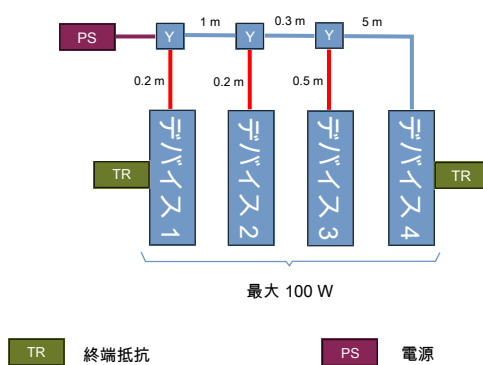 1 m
0.3 m
5 m
PS
Y
Y
Y
0.2 m
0.2 m
0.5 m
デバイス 1
デバイス 2
デバイス 3
デバイス 4
TR
TR
最大 100 W
TR
終端抵抗
PS
電源